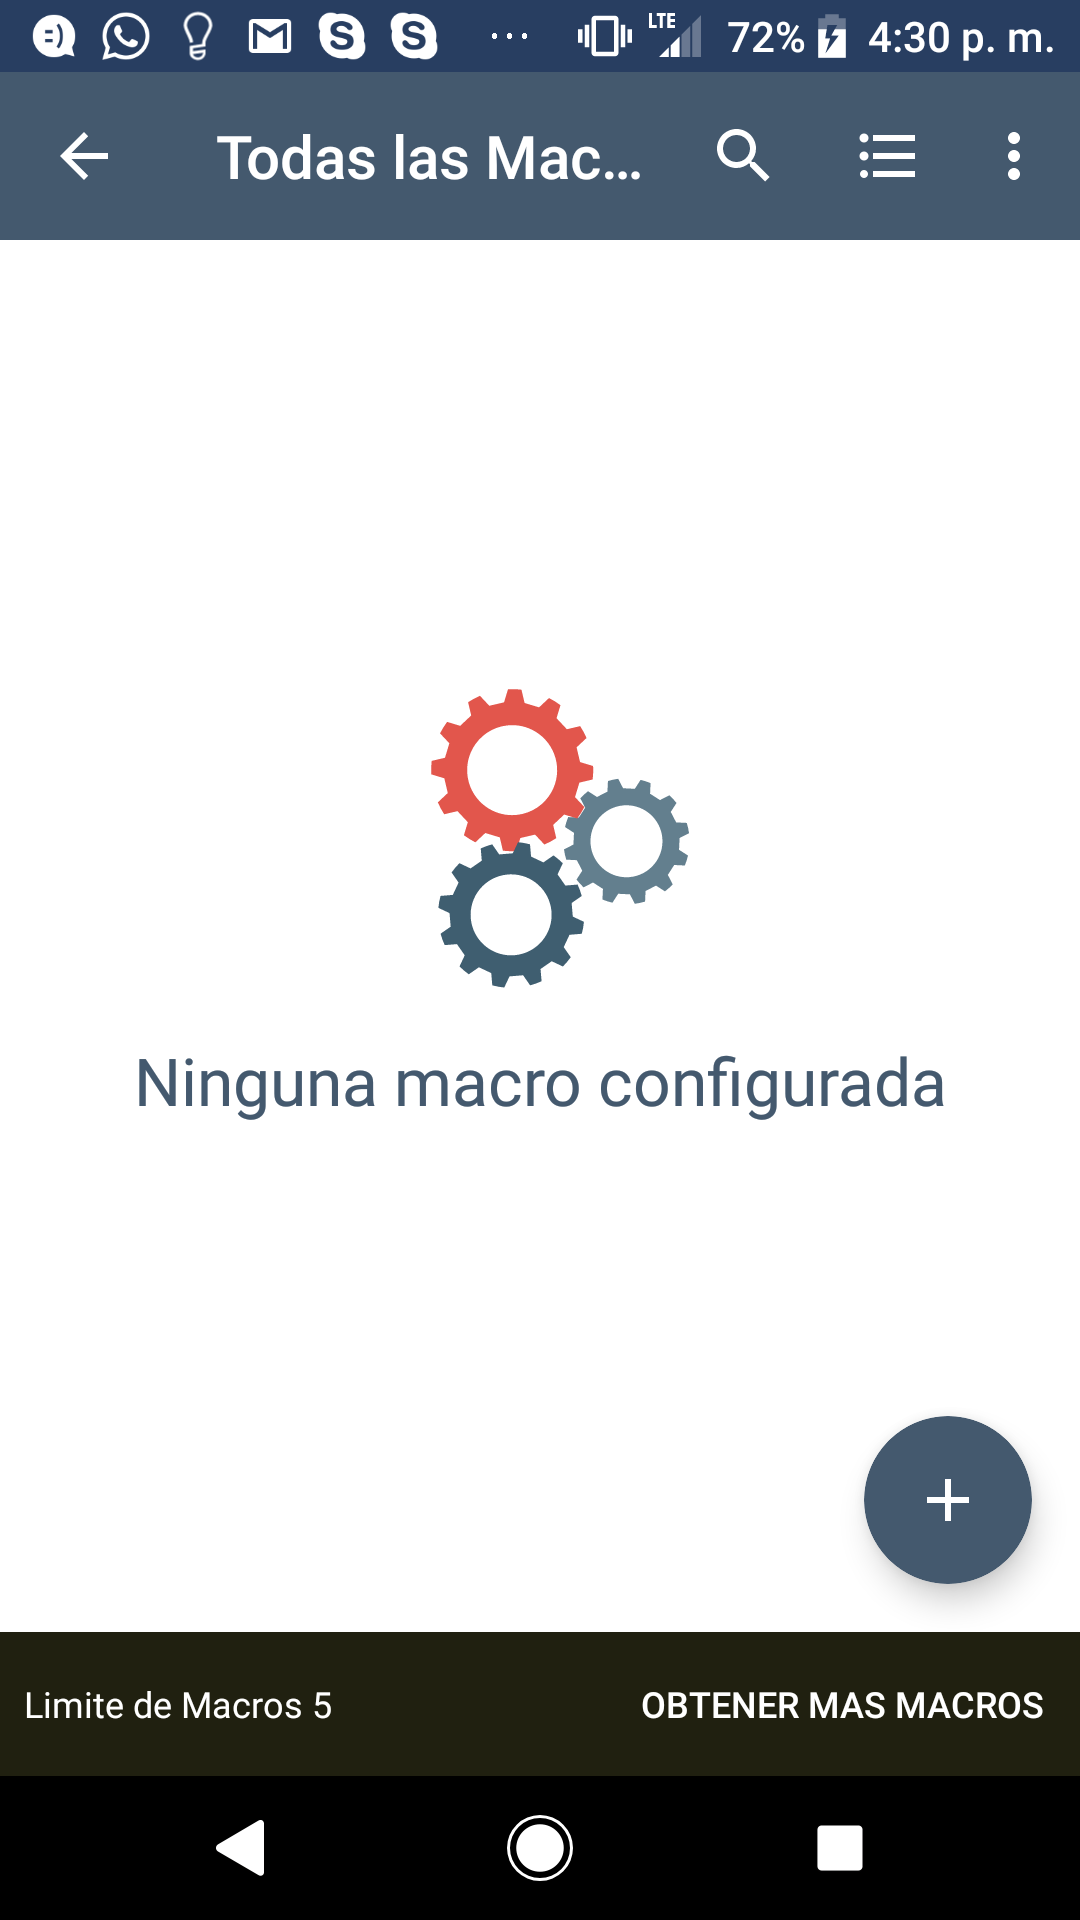 LTE 72% 4:30 p. m.
Todas las Mac...
Ninguna macro configurada
Limite de Macros 5 OBTENER MAS MACROS